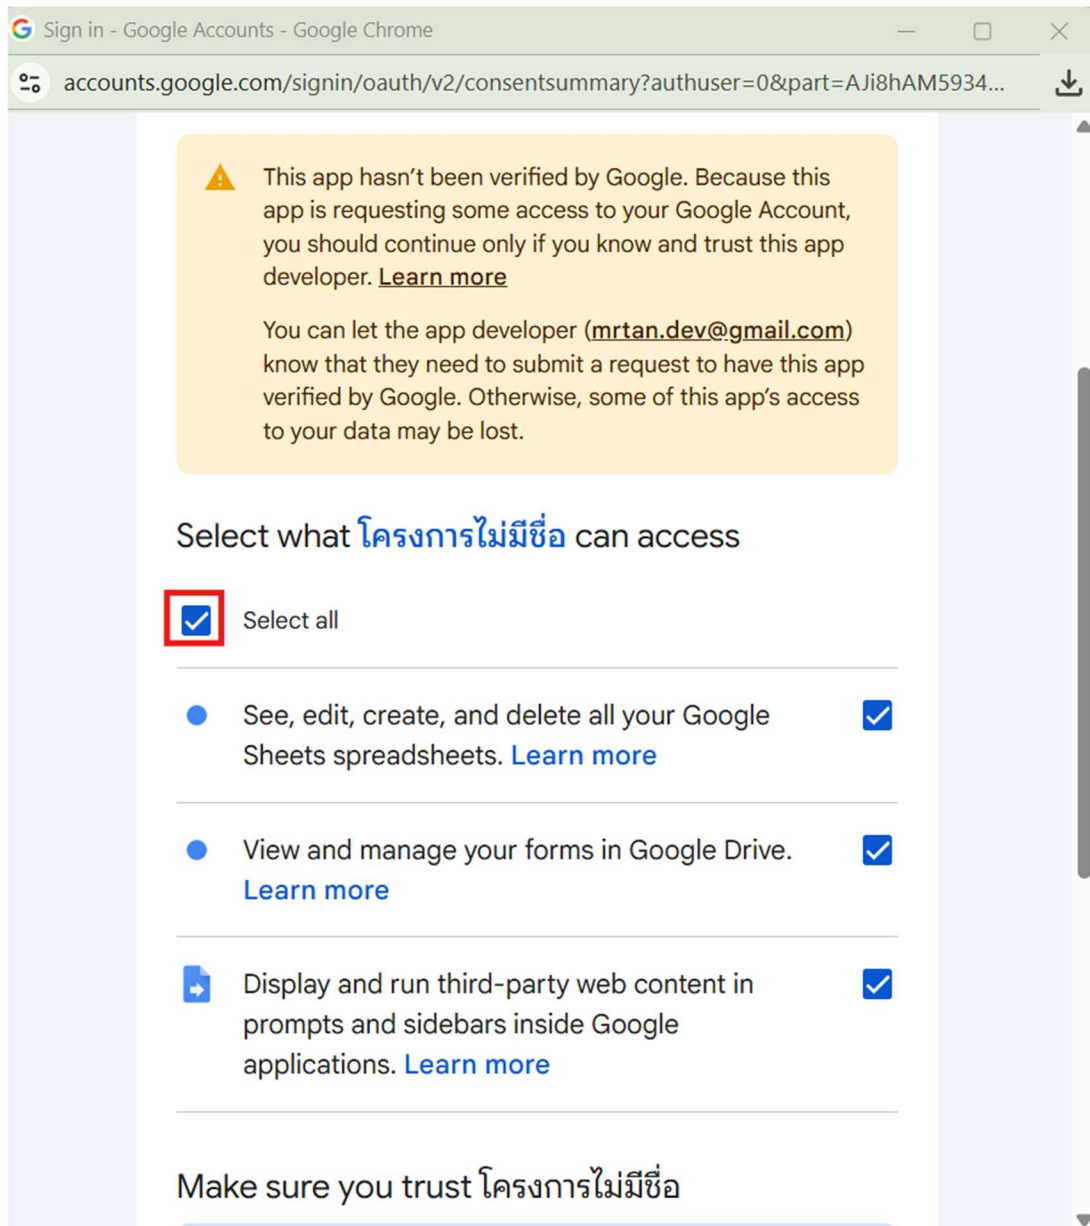 Sign in - Google Accounts - Google Chrome
accounts.google.com/signin/oauth/v2/consentsummary?authuser=0&part=AJi8hAM5934...
This app hasn’t been verified by Google. Because this
app is requesting some access to your Google Account,
you should continue only if you know and trust this app
developer. Learn more
You can let the app developer (mrtan.dev@gmail.com)
know that they need to submit a request to have this app
verified by Google. Otherwise, some of this app’s access
to your data may be lost.
Select what โครงการไม่มีชื่อ can access
Select all
See, edit, create, and delete all your Google
Sheets spreadsheets. Learn more
View and manage your forms in Google Drive.
Learn more
Display and run third-party web content in
prompts and sidebars inside Google
applications. Learn more
Make sure you trust โครงการไม่มีชื่อ